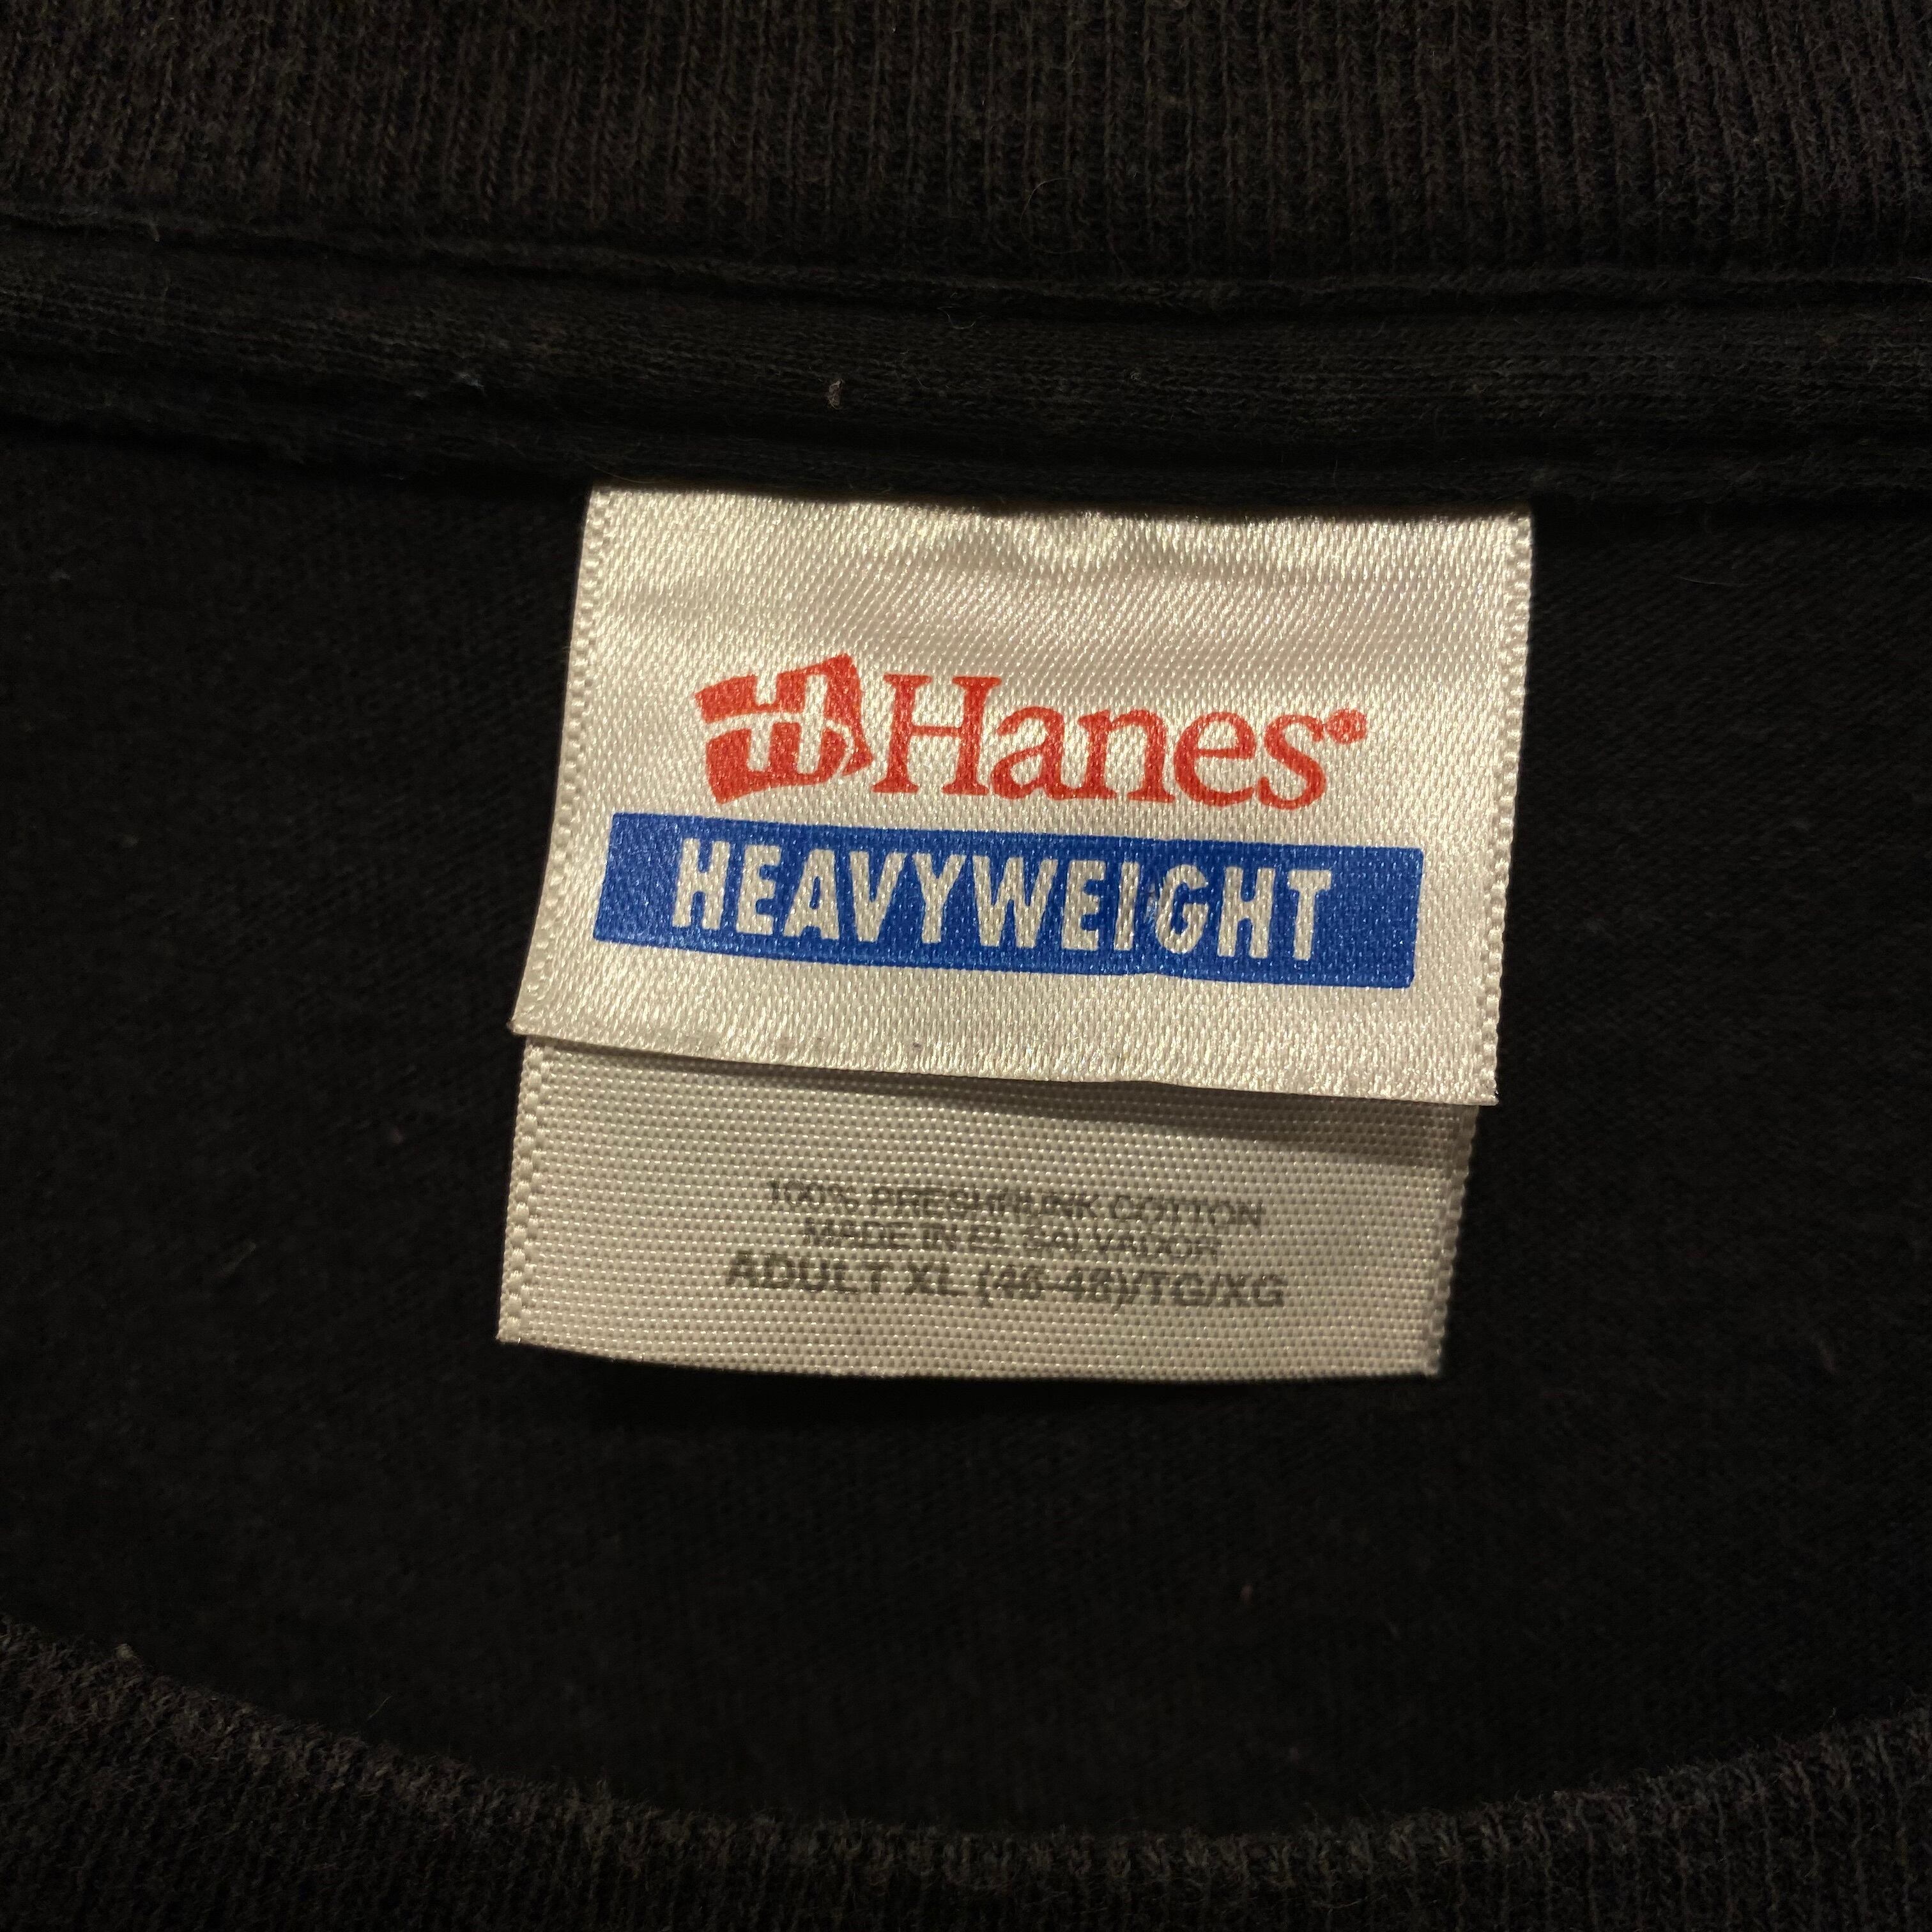 Hanes®
HEAVYWEIGHT
100% PRESHRUNK COTTON
MADE IN EL SALVADOR
ADULT XL (46-48)/TG/XG